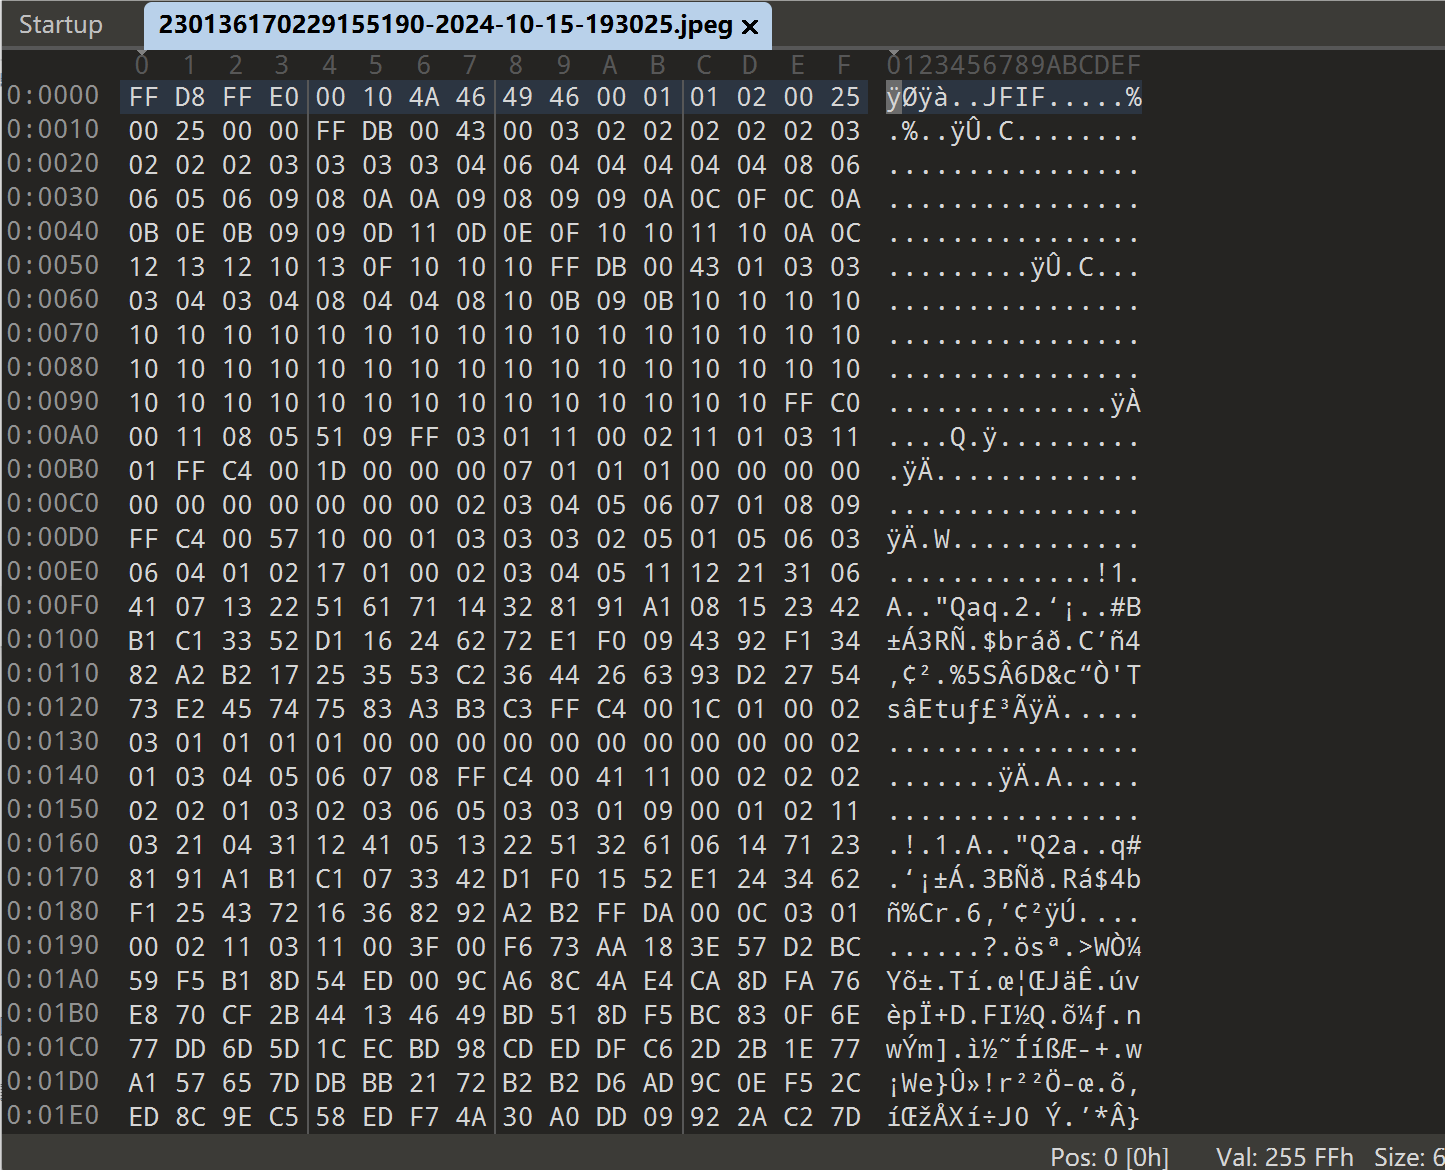 Startup 230136170229155190-2024-10-15-193025.jpeg ×
0 1 2 3 4 5 6 7 8 9 A B C D E F 0123456789ABCDEF
0:0000 FF D8 FF E0 00 10 4A 46 49 46 00 01 01 02 00 25 ÿØÿà..JFIF.....%
0:0010 00 25 00 00 FF DB 00 43 00 03 02 02 02 02 02 03 .%..ÿÛ.C........
0:0020 02 02 02 03 03 03 03 04 06 04 04 04 04 04 08 06 ................
0:0030 06 05 06 09 08 0A 0A 09 08 09 09 0A 0C 0F 0C 0A ................
0:0040 0B 0E 0B 09 09 0D 11 0D 0E 0F 10 10 11 10 0A 0C ................
0:0050 12 13 12 10 13 0F 10 10 10 FF DB 00 43 01 03 03 .........ÿÛ.C...
0:0060 03 04 03 04 08 04 04 08 10 0B 09 0B 10 10 10 10 ................
0:0070 10 10 10 10 10 10 10 10 10 10 10 10 10 10 10 10 ................
0:0080 10 10 10 10 10 10 10 10 10 10 10 10 10 10 10 10 ................
0:0090 10 10 10 10 10 10 10 10 10 10 10 10 10 10 FF C0 ..............ÿÀ
0:00A0 00 11 08 05 51 09 FF 03 01 11 00 02 11 01 03 11 ....Q.ÿ.........
0:00B0 01 FF C4 00 1D 00 00 00 07 01 01 01 00 00 00 00 .ÿÄ.............
0:00C0 00 00 00 00 00 00 00 02 03 04 05 06 07 01 08 09 ................
0:00D0 FF C4 00 57 10 00 01 03 03 03 02 05 01 05 06 03 ÿÄ.W............
0:00E0 06 04 01 02 17 01 00 02 03 04 05 11 12 21 31 06 .............!1.
0:00F0 41 07 13 22 51 61 71 14 32 81 91 A1 08 15 23 42 A.."Qaq.2.‘¡..#B
0:0100 B1 C1 33 52 D1 16 24 62 72 E1 F0 09 43 92 F1 34 ±Á3RÑ.$bráð.C’ñ4
0:0110 82 A2 B2 17 25 35 53 C2 36 44 26 63 93 D2 27 54 ‚¢².%5SÂ6D&c“Ò'T
0:0120 73 E2 45 74 75 83 A3 B3 C3 FF C4 00 1C 01 00 02 sâEtuƒ£³ÃÿÄ.....
0:0130 03 01 01 01 01 00 00 00 00 00 00 00 00 00 00 02 ................
0:0140 01 03 04 05 06 07 08 FF C4 00 41 11 00 02 02 02 .......ÿÄ.A.....
0:0150 02 02 01 03 02 03 06 05 03 03 01 09 00 01 02 11 ................
0:0160 03 21 04 31 12 41 05 13 22 51 32 61 06 14 71 23 .!.1.A.."Q2a..q#
0:0170 81 91 A1 B1 C1 07 33 42 D1 F0 15 52 E1 24 34 62 .‘¡±Á.3BÑð.Rá$4b
0:0180 F1 25 43 72 16 36 82 92 A2 B2 FF DA 00 0C 03 01 ñ%Cr.6‚’¢²ÿÚ....
0:0190 00 02 11 03 11 00 3F 00 F6 73 AA 18 3E 57 D2 BC ......?.ösª.>WÒ¼
0:01A0 59 F5 B1 8D 54 ED 00 9C A6 8C 4A E4 CA 8D FA 76 Yõ±.Tí.œ¦ŒJäÊ.úv
0:01B0 E8 70 CF 2B 44 13 46 49 BD 51 8D F5 BC 83 0F 6E èpÏ+D.FI½Q.õ¼ƒ.n
0:01C0 77 DD 6D 5D 1C EC BD 98 CD ED DF C6 2D 2B 1E 77 wÝm].ì½˜ÍíßÆ-+.w
0:01D0 A1 57 65 7D DB BB 21 72 B2 B2 D6 AD 9C 0E F5 2C ¡We}Û»!r²²Ö-œ.õ,
0:01E0 ED 8C 9E C5 58 ED F7 4A 30 A0 DD 09 92 2A C2 7D íŒžÅXí÷J0 Ý.’*Â}
Pos: 0 [0h] Val: 255 FFh Size: 6